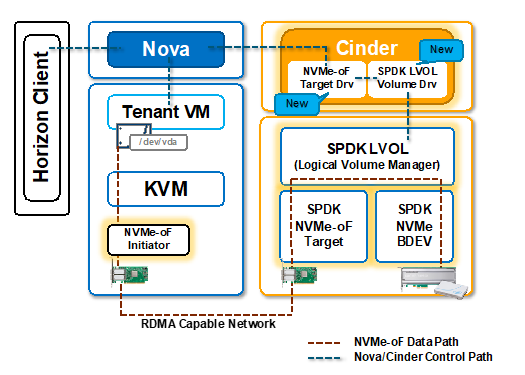 Horizon Client
Nova
Cinder
New
NVMe-oF
Target Drv
SPDK LVOL
Volume Drv
New
Tenant VM
/dev/vda
KVM
NVMe-oF
Initiator
SPDK LVOL
(Logical Volume Manager)
SPDK
NVMe-oF
Target
SPDK
NVMe
BDEV
RDMA Capable Network
NVMe-oF Data Path
Nova/Cinder Control Path